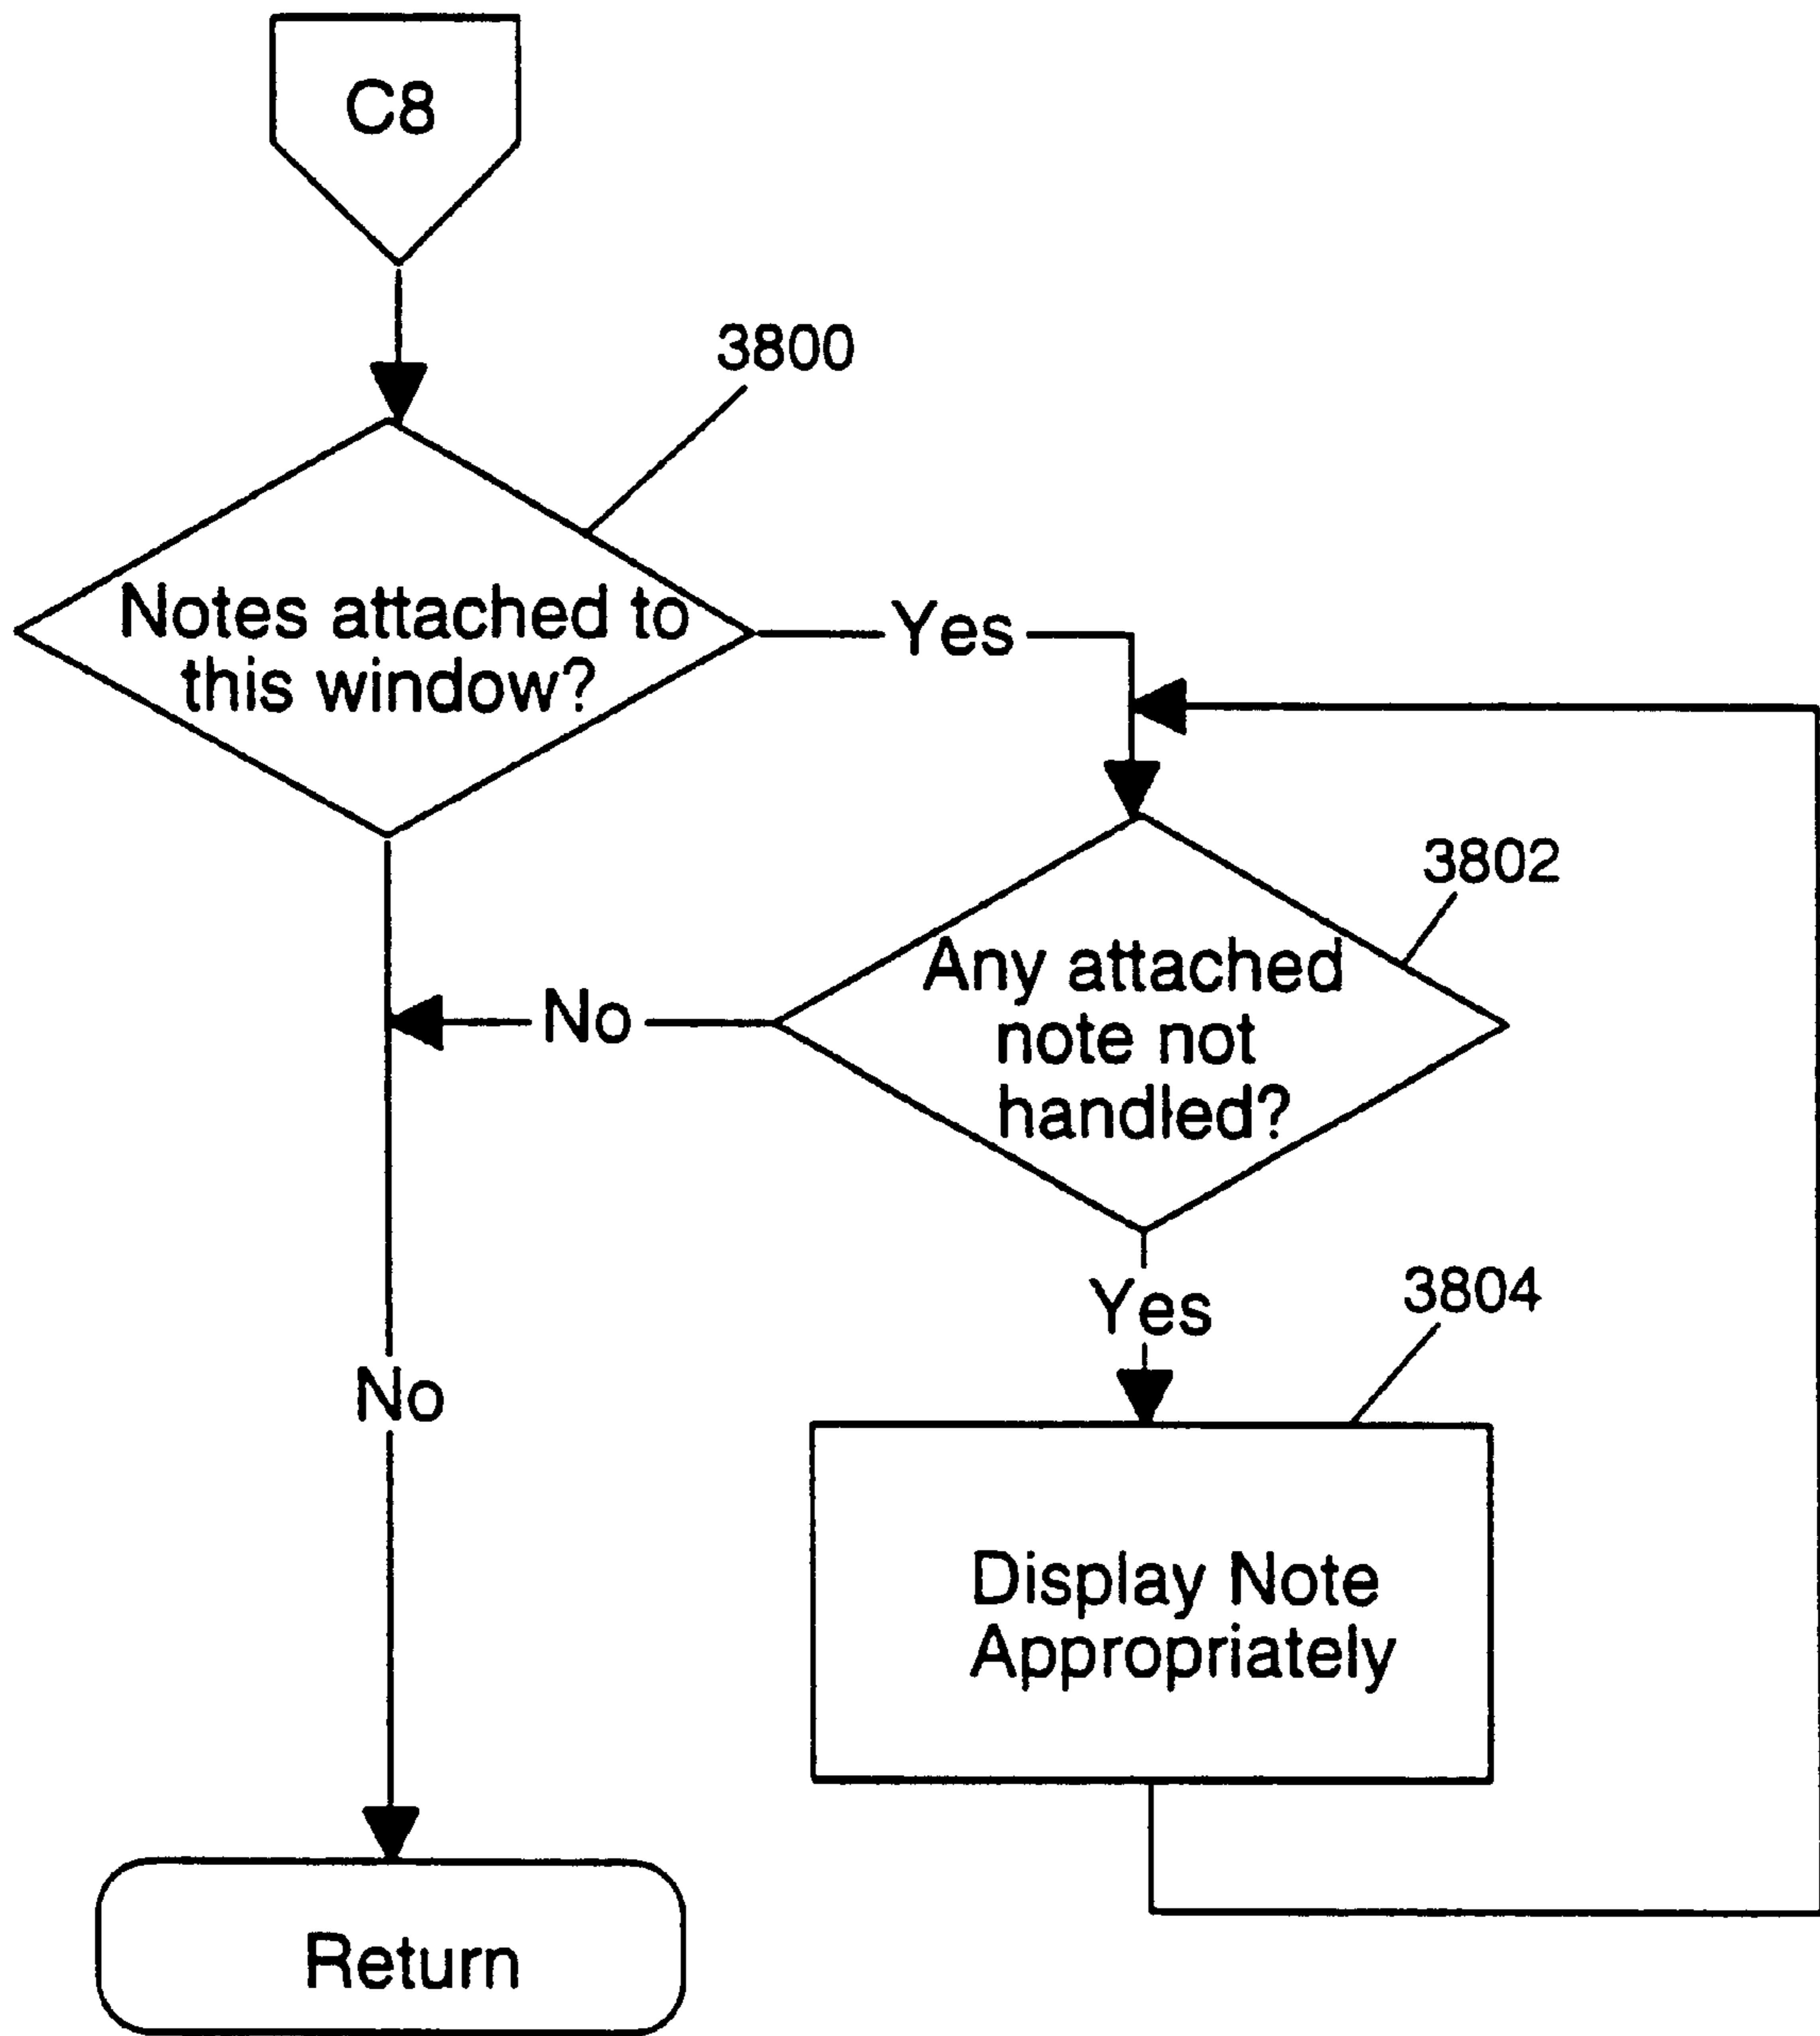 C8
3800
Notes attached to
this window?
Yes
3802
Any attached
note not
handled?
No
Yes
3804
No
Display Note
Appropriately
Return